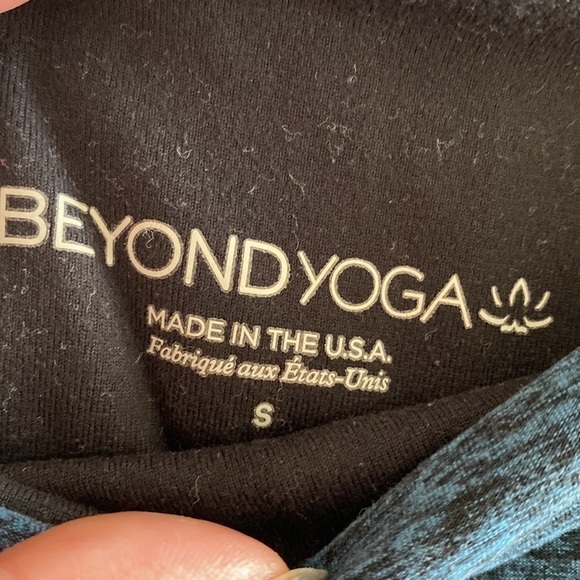 BEYOND YOGA
MADE IN THE U.S.A.
Fabriqué aux États-Unis
S